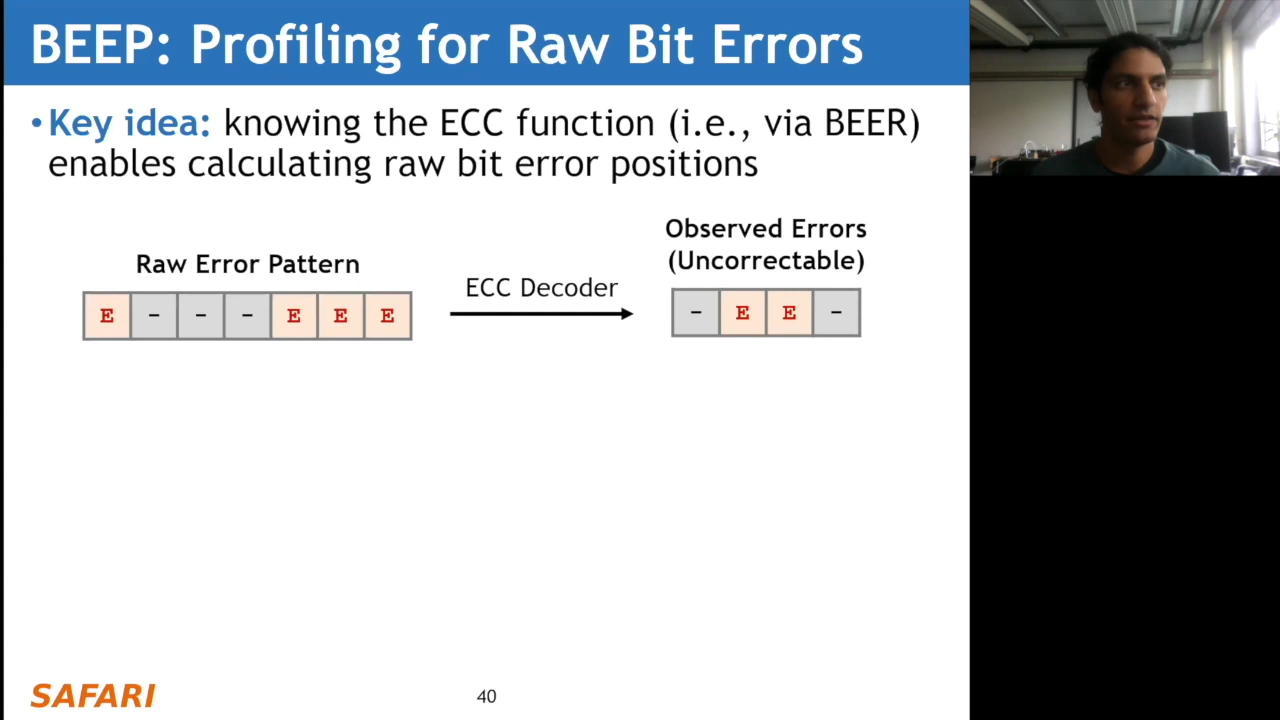 BEEP: Profiling for Raw Bit Errors
• Key idea: knowing the ECC function (i.e., via BEER)
enables calculating raw bit error positions
Raw Error Pattern
E - - - E E E
ECC Decoder
Observed Errors
(Uncorrectable)
- E E -
SAFARI
40